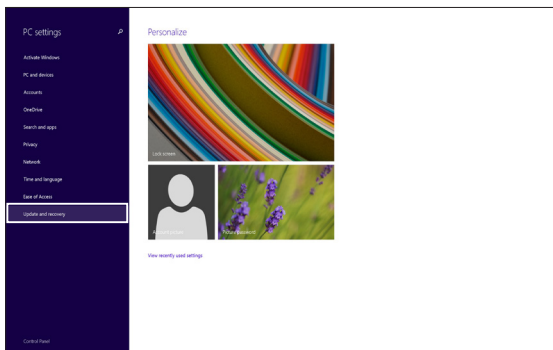 PC settings
Activate Windows
PC and devices
Accounts
OneDrive
Search and apps
Privacy
Network
Time and language
Ease of Access
Update and recovery
Control Panel
Personalize
Lock screen
Account picture
Picture password
View recently used settings